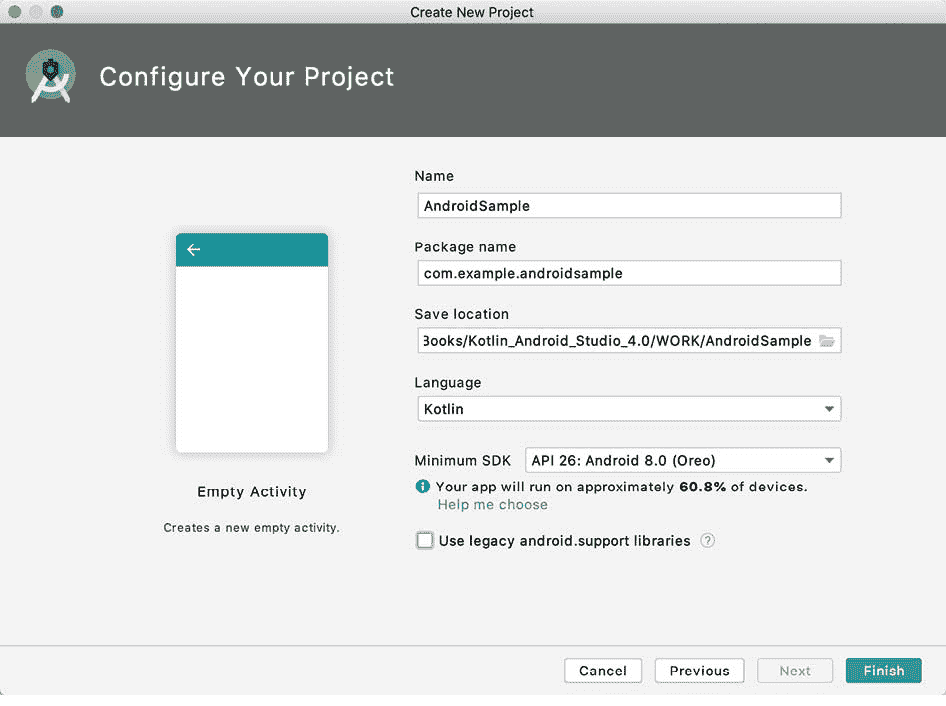 Create New Project
Configure Your Project
Name
AndroidSample
Package name
com.example.androidsample
Save location
Books/Kotlin_Android_Studio_4.0/WORK/AndroidSample
Language
Kotlin
Minimum SDK API 26: Android 8.0 (Oreo)
i Your app will run on approximately 60.8% of devices.
Help me choose
Use legacy android.support libraries ?
Empty Activity
Creates a new empty activity.
Cancel Previous Next Finish